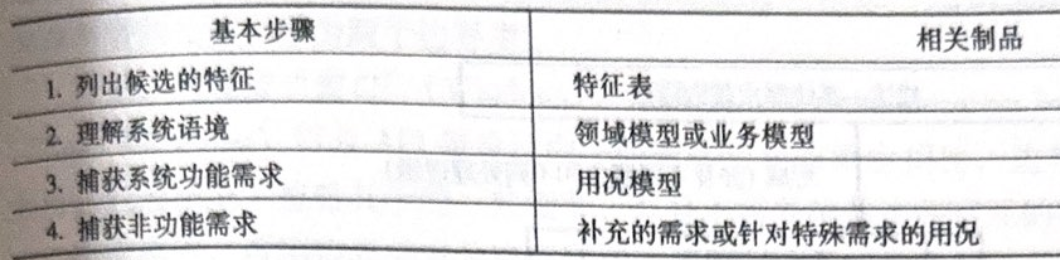 基本步骤 相关制品
1. 列出候选的特征 特征表
2. 理解系统语境 领域模型或业务模型
3. 捕获系统功能需求 用况模型
4. 捕获非功能需求 补充的需求或针对特殊需求的用况